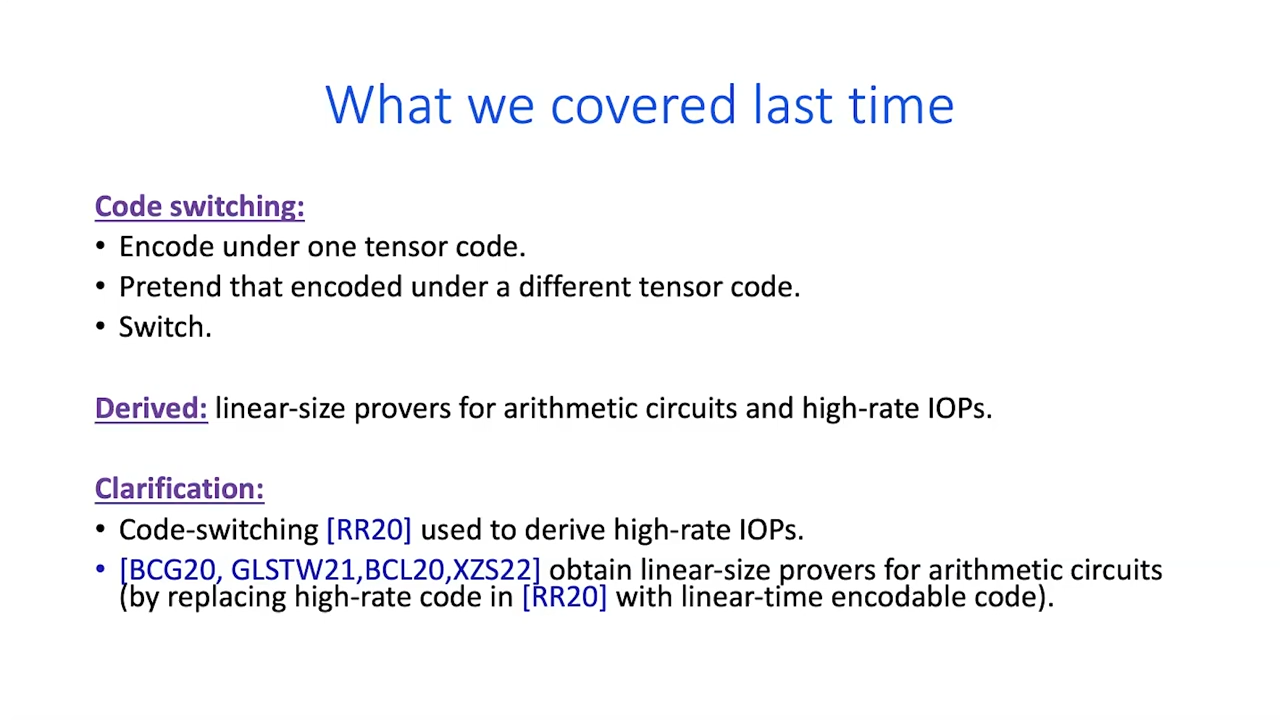 What we covered last time
Code switching:
• Encode under one tensor code.
• Pretend that encoded under a different tensor code.
• Switch.
Derived: linear-size provers for arithmetic circuits and high-rate IOPs.
Clarification:
• Code-switching [RR20] used to derive high-rate IOPs.
• [BCG20, GLSTW21,BCL20,XZS22] obtain linear-size provers for arithmetic circuits
(by replacing high-rate code in [RR20] with linear-time encodable code).